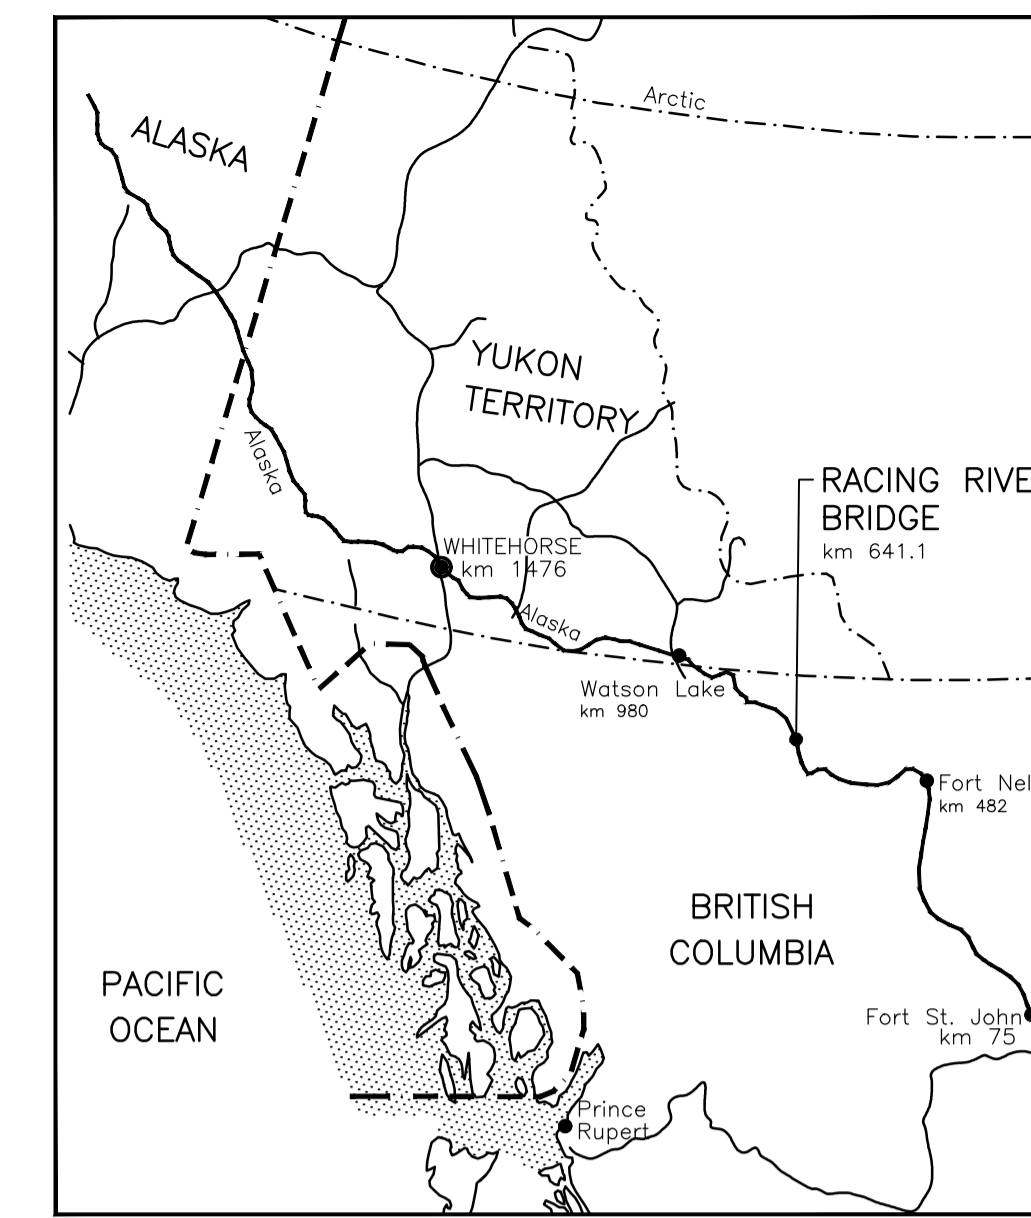 Arctic
ALASKA
YUKON
TERRITORY
Alaska
RACING RIVE
BRIDGE
km 641.1
WHITEHORSE
km 1476
Alaska
Watson Lake
km 980
Fort Nel
km 482
BRITISH
COLUMBIA
PACIFIC
OCEAN
Fort St. John
km 75
Prince
Rupert